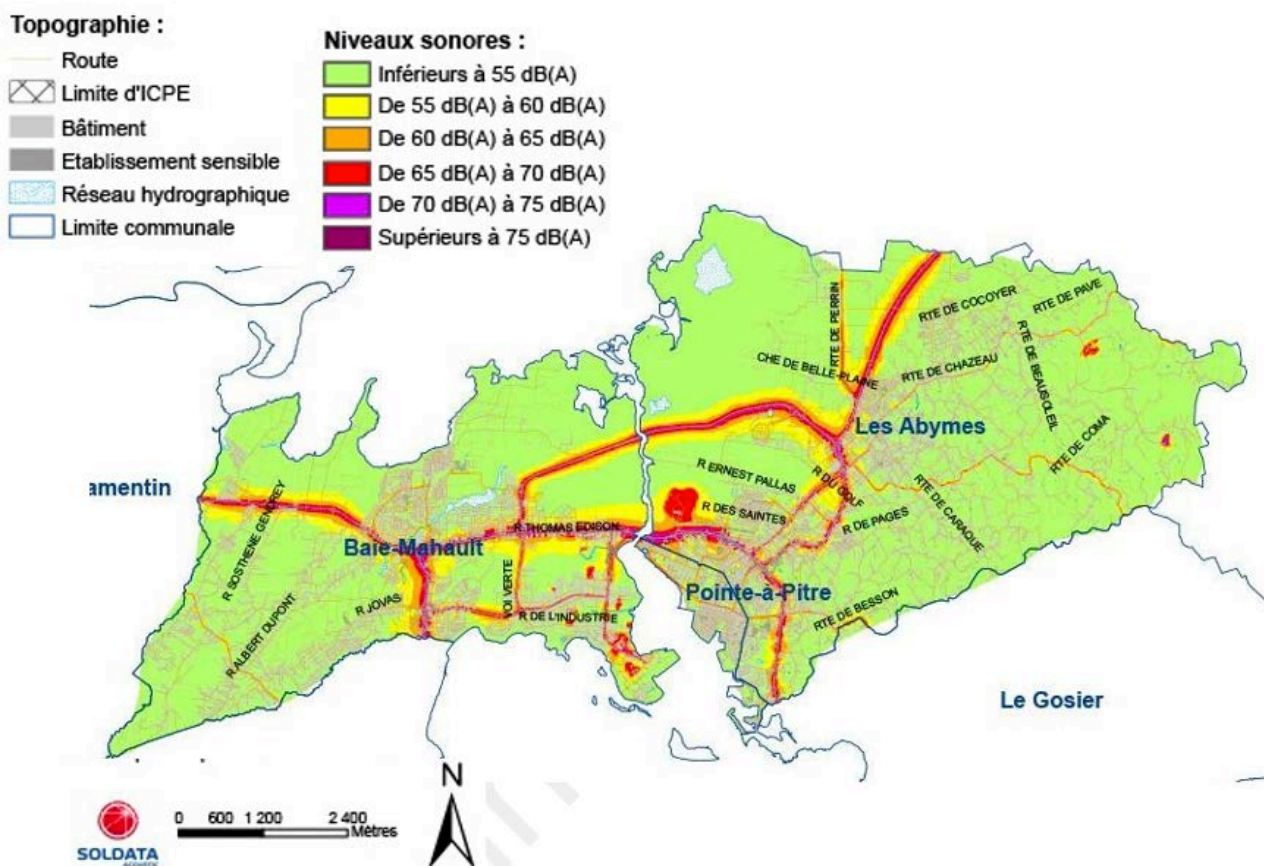 Topographie :
Route
Limite d'ICPE
Bâtiment
Etablissement sensible
Réseau hydrographique
Limite communale
Niveaux sonores :
Inférieurs à 55 dB(A)
De 55 dB(A) à 60 dB(A)
De 60 dB(A) à 65 dB(A)
De 65 dB(A) à 70 dB(A)
De 70 dB(A) à 75 dB(A)
Supérieurs à 75 dB(A)
RTE DE PERRIN
RTE DE COCOYER
RTE DE PAVE
CHE DE BELLE-PLAINE
RTE DE CHAZEAU
RTE DE BEAUSOLEIL
Les Abymes
RTE DE COMA
amentin
R SOSTHENE GENDREY
R ERNEST PALLAS
R DU GOLF
R DES SAINTES
RTE DE CARAQUE
R THOMAS EDISON
R DE PAGES
Baie-Mahault
Pointe-à-Pitre
R JOVAS
VOI VERTE
R DE L'INDUSTRIE
RTE DE BESSON
R ALBERT DUPONT
Le Gosier
N
0 600 1 200 2 400
Mètres
SOLDATA
ACOUSTIC